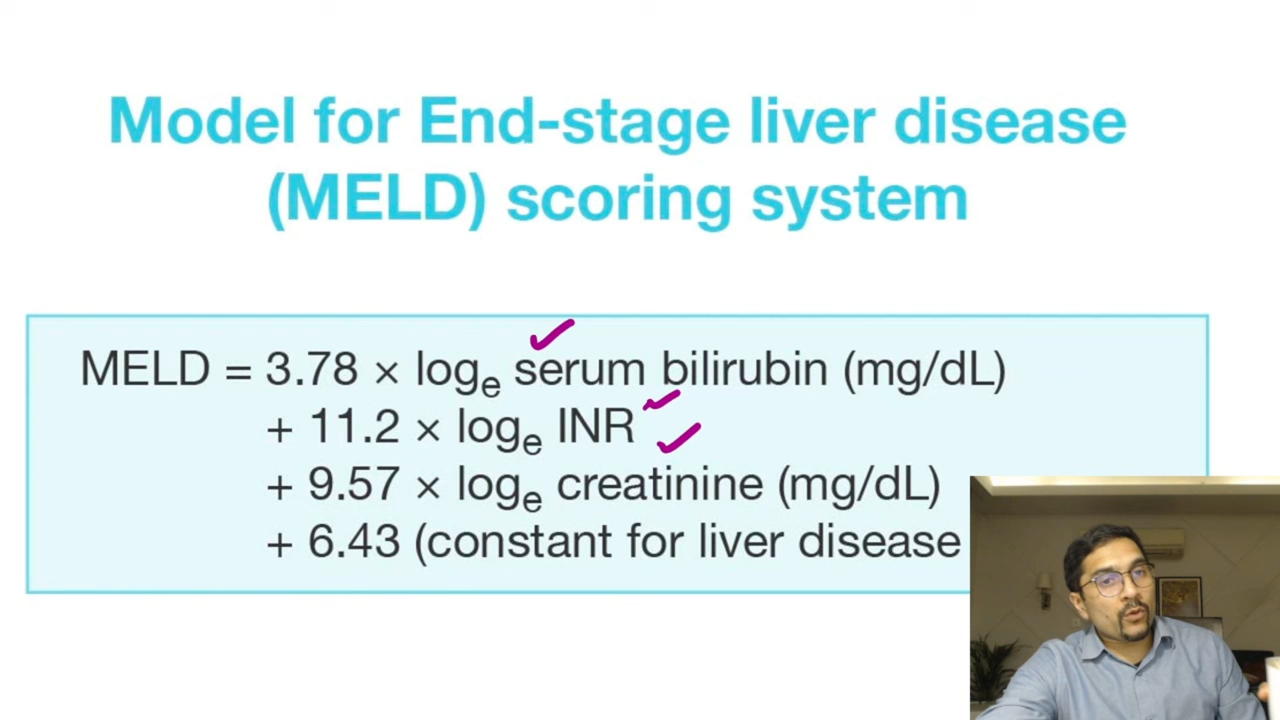 Model for End-stage liver disease
(MELD) scoring system
MELD = 3.78 × loge serum bilirubin (mg/dL)
+ 11.2 × loge INR
+ 9.57 × loge creatinine (mg/dL)
+ 6.43 (constant for liver disease